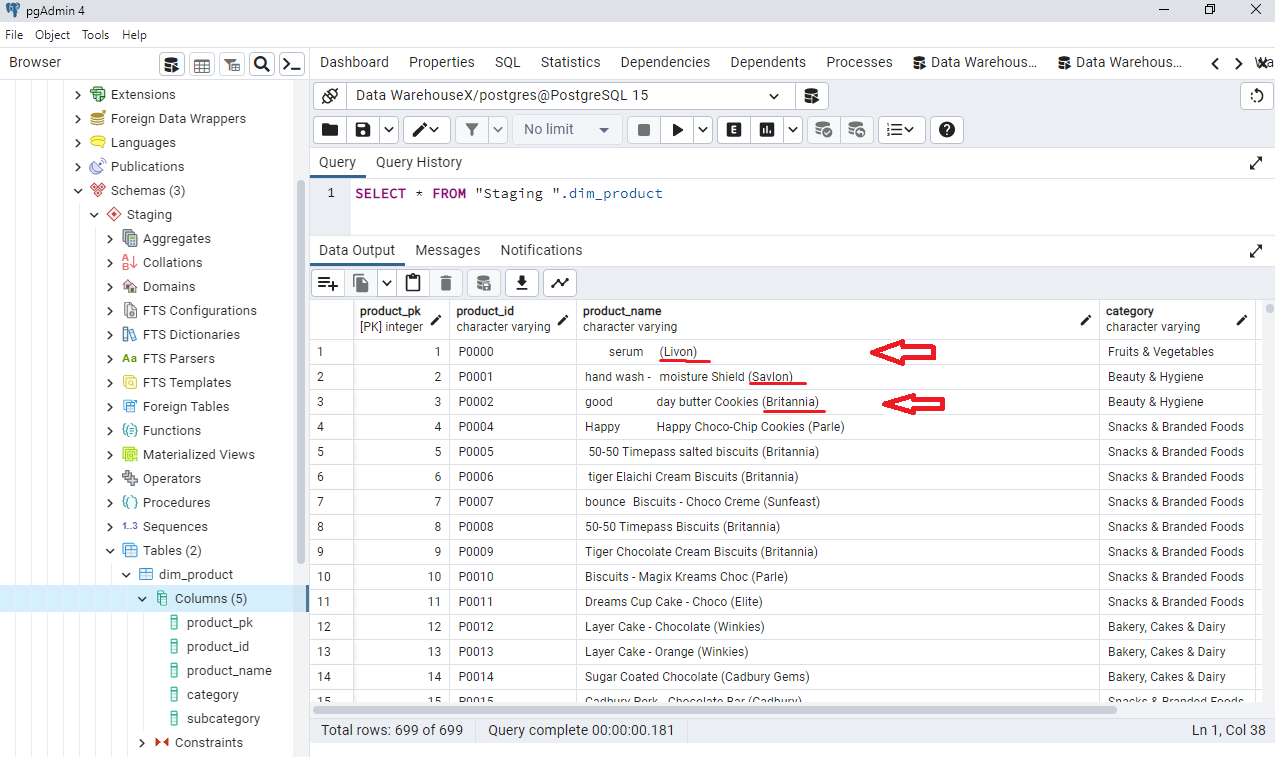 pgAdmin 4
File Object Tools Help
Browser
Dashboard Properties SQL Statistics Dependencies Dependents Processes Data Warehous... Data Warehous...
Extensions
Foreign Data Wrappers
Languages
Publications
Schemas (3)
Staging
Aggregates
Collations
Domains
FTS Configurations
FTS Dictionaries
Aa FTS Parsers
FTS Templates
Foreign Tables
Functions
Materialized Views
Operators
Procedures
1..3 Sequences
Tables (2)
dim_product
Columns (5)
product_pk
product_id
product_name
category
subcategory
Constraints
Data WarehouseX/postgres@PostgreSQL 15
No limit
E
Query Query History
1 SELECT * FROM "Staging ".dim_product
Data Output Messages Notifications
product_pk product_id product_name category
[PK] integer character varying character varying character varying
1 1 P0000 serum (Livon) Fruits & Vegetables
2 2 P0001 hand wash - moisture Shield (Savlon) Beauty & Hygiene
3 3 P0002 good day butter Cookies (Britannia) Beauty & Hygiene
4 4 P0004 Happy Happy Choco-Chip Cookies (Parle) Snacks & Branded Foods
5 5 P0005 50-50 Timepass salted biscuits (Britannia) Snacks & Branded Foods
6 6 P0006 tiger Elaichi Cream Biscuits (Britannia) Snacks & Branded Foods
7 7 P0007 bounce Biscuits - Choco Creme (Sunfeast) Snacks & Branded Foods
8 8 P0008 50-50 Timepass Biscuits (Britannia) Snacks & Branded Foods
9 9 P0009 Tiger Chocolate Cream Biscuits (Britannia) Snacks & Branded Foods
10 10 P0010 Biscuits - Magix Kreams Choc (Parle) Snacks & Branded Foods
11 11 P0011 Dreams Cup Cake - Choco (Elite) Snacks & Branded Foods
12 12 P0012 Layer Cake - Chocolate (Winkies) Bakery, Cakes & Dairy
13 13 P0013 Layer Cake - Orange (Winkies) Bakery, Cakes & Dairy
14 14 P0014 Sugar Coated Chocolate (Cadbury Gems) Bakery, Cakes & Dairy
15 15 P0015 Cadbury Perk - Chocolate Bar (Cadbury) Snacks & Branded Foods
Total rows: 699 of 699 Query complete 00:00:00.181 Ln 1, Col 38